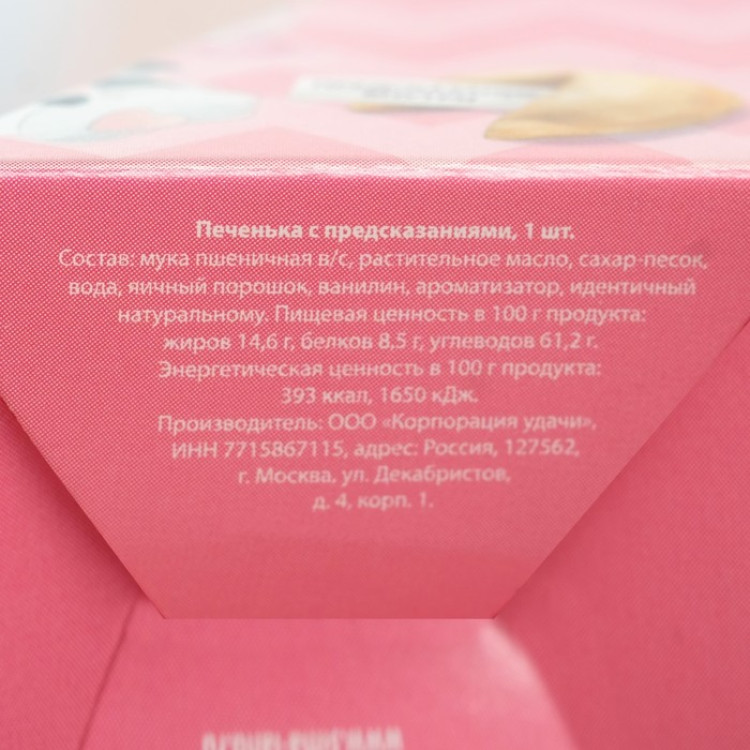 Печенька с предсказаниями, 1 шт.
Состав: мука пшеничная в/с, растительное масло, сахар-песок,
вода, яичный порошок, ванилин, ароматизатор, идентичный
натуральному. Пищевая ценность в 100 г продукта:
жиров 14,6 г, белков 8,5 г, углеводов 61,2 г.
Энергетическая ценность в 100 г продукта:
393 ккал, 1650 кДж.
Производитель: ООО «Корпорация удачи»,
ИНН 7715867115, адрес: Россия, 127562,
г. Москва, ул. Декабристов,
д. 4, корп. 1.